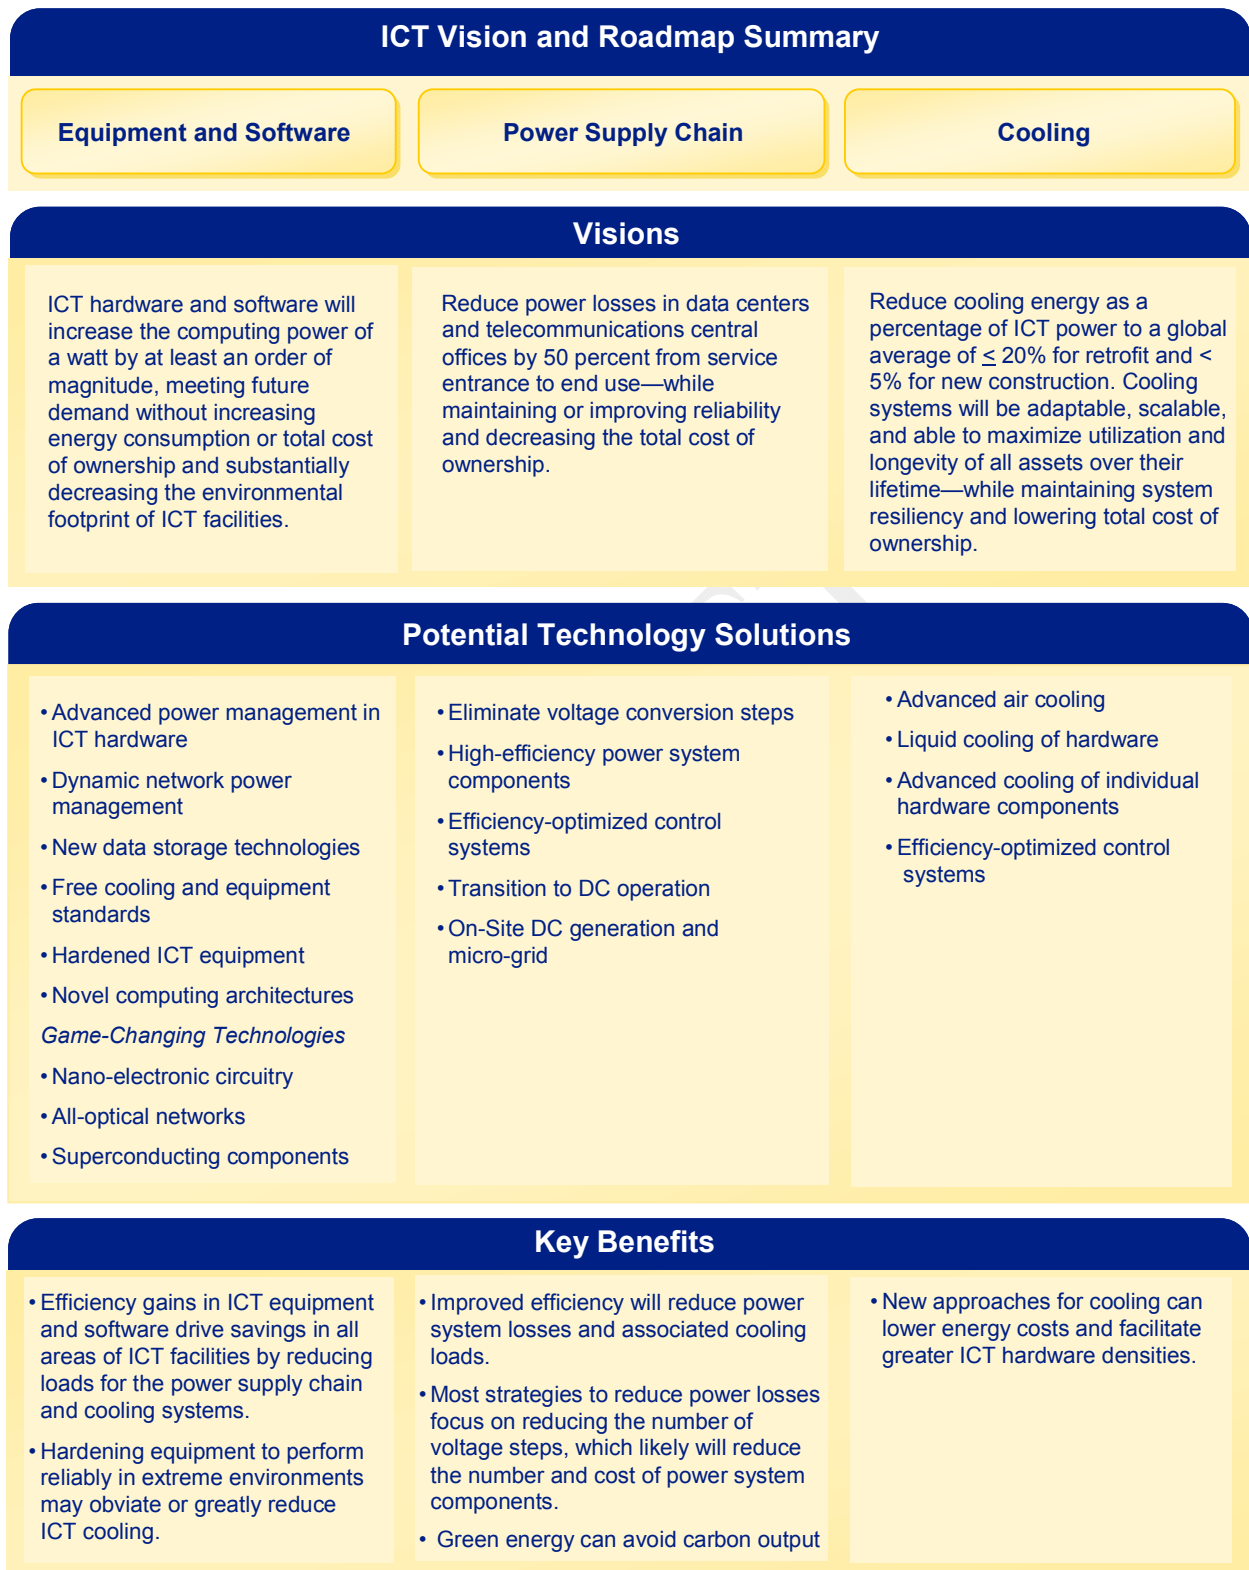 ICT Vision and Roadmap Summary
Equipment and Software
Power Supply Chain
Cooling
Visions
ICT hardware and software will
increase the computing power of
a watt by at least an order of
magnitude, meeting future
demand without increasing
energy consumption or total cost
of ownership and substantially
decreasing the environmental
footprint of ICT facilities.
Reduce power losses in data centers
and telecommunications central
offices by 50 percent from service
entrance to end use—while
maintaining or improving reliability
and decreasing the total cost of
ownership.
Reduce cooling energy as a
percentage of ICT power to a global
average of < 20% for retrofit and <
5% for new construction. Cooling
systems will be adaptable, scalable,
and able to maximize utilization and
longevity of all assets over their
lifetime—while maintaining system
resiliency and lowering total cost of
ownership.
Potential Technology Solutions
• Advanced power management in
ICT hardware
• Dynamic network power
management
• New data storage technologies
• Free cooling and equipment
standards
• Hardened ICT equipment
• Novel computing architectures
Game-Changing Technologies
• Nano-electronic circuitry
• All-optical networks
• Superconducting components
• Eliminate voltage conversion steps
• High-efficiency power system
components
• Efficiency-optimized control
systems
• Transition to DC operation
• On-Site DC generation and
micro-grid
• Advanced air cooling
• Liquid cooling of hardware
• Advanced cooling of individual
hardware components
• Efficiency-optimized control
systems
Key Benefits
• Efficiency gains in ICT equipment
and software drive savings in all
areas of ICT facilities by reducing
loads for the power supply chain
and cooling systems.
• Hardening equipment to perform
reliably in extreme environments
may obviate or greatly reduce
ICT cooling.
• Improved efficiency will reduce power
system losses and associated cooling
loads.
• Most strategies to reduce power losses
focus on reducing the number of
voltage steps, which likely will reduce
the number and cost of power system
components.
• Green energy can avoid carbon output
• New approaches for cooling can
lower energy costs and facilitate
greater ICT hardware densities.